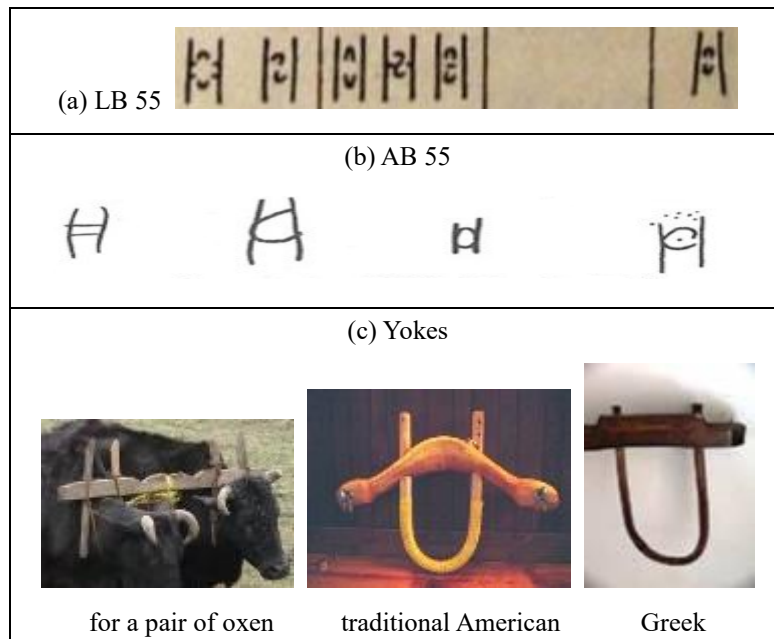 (a) LB 55
(b) AB 55
(c) Yokes
for a pair of oxen traditional American Greek